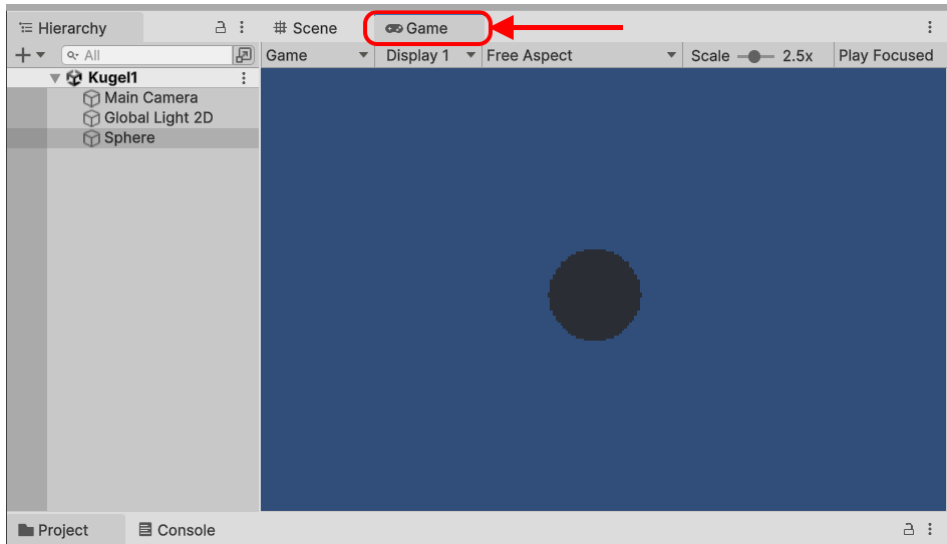 Hierarchy
Scene
Game
All
Game Display 1 Free Aspect Scale 2.5x Play Focused
Kugel1
Main Camera
Global Light 2D
Sphere
Project
Console